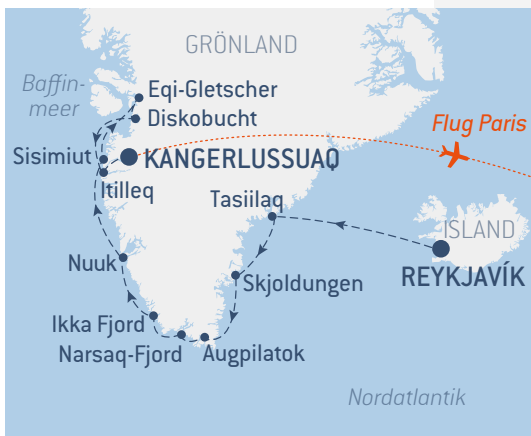 GRÖNLAND
Baffin-
meer
Eqi-Gletscher
Diskobucht
Flug Paris
Sisimiut
KANGERLUSSUAQ
Itilleq
Tasiilaq
ISLAND
Nuuk
REYKJAVÍK
Skjoldungen
Ikka Fjord
Narsaq-Fjord
Augpilatok
Nordatlantik